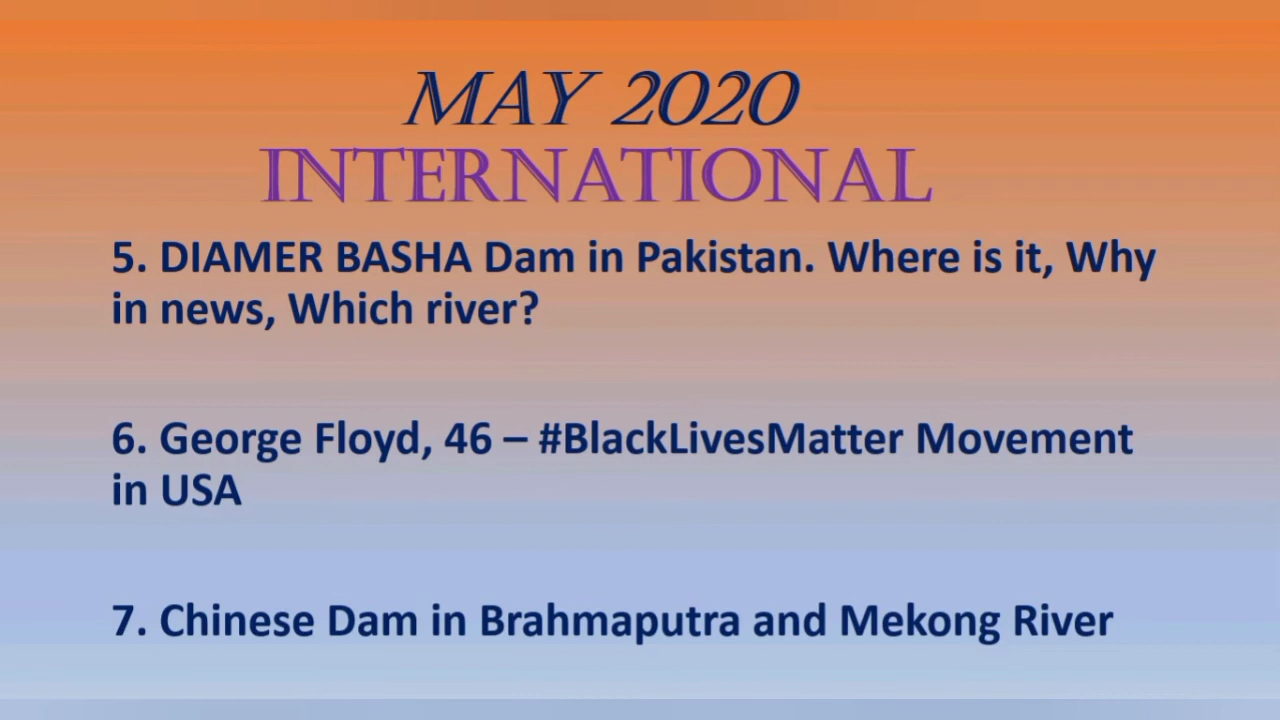 MAY 2020
INTERNATIONAL
5. DIAMER BASHA Dam in Pakistan. Where is it, Why
in news, Which river?
6. George Floyd, 46 – #BlackLivesMatter Movement
in USA
7. Chinese Dam in Brahmaputra and Mekong River